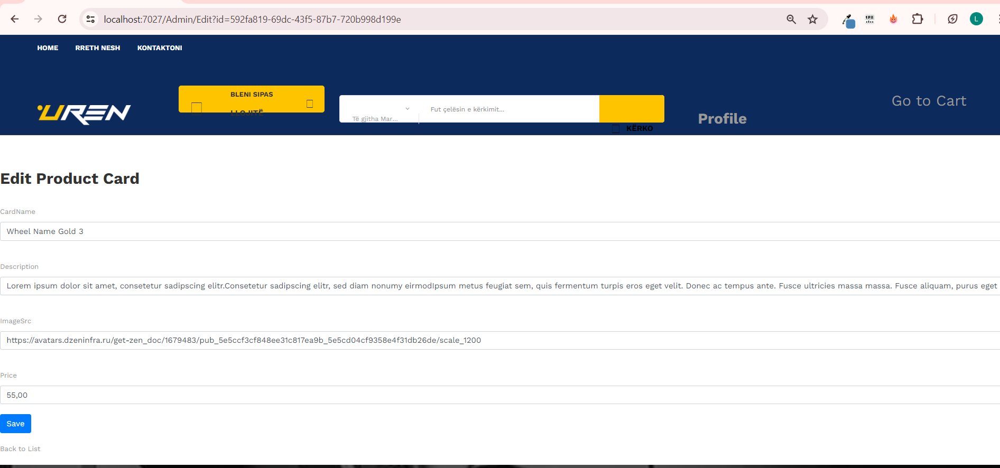 localhost:7027/Admin/Edit?id=592fa819-69dc-43f5-87b7-720b998d199e
1PX
L
HOME RRETH NESH KONTAKTONI
UREN
BLENI SIPAS
LLOJITË
Të gjitha Mar...
Fut çelësin e kërkimit...
KËRKO
Profile
Go to Cart
Edit Product Card
CardName
Wheel Name Gold 3
Description
Lorem ipsum dolor sit amet, consetetur sadipscing elitr.Consetetur sadipscing elitr, sed diam nonumy eirmodIpsum metus feugiat sem, quis fermentum turpis eros eget velit. Donec ac tempus ante. Fusce ultricies massa massa. Fusce aliquam, purus eget
ImageSrc
https://avatars.dzeninfra.ru/get-zen_doc/1679483/pub_5e5ccf3cf848ee31c817ea9b_5e5cd04cf9358e4f31db26de/scale_1200
Price
55,00
Save
Back to List